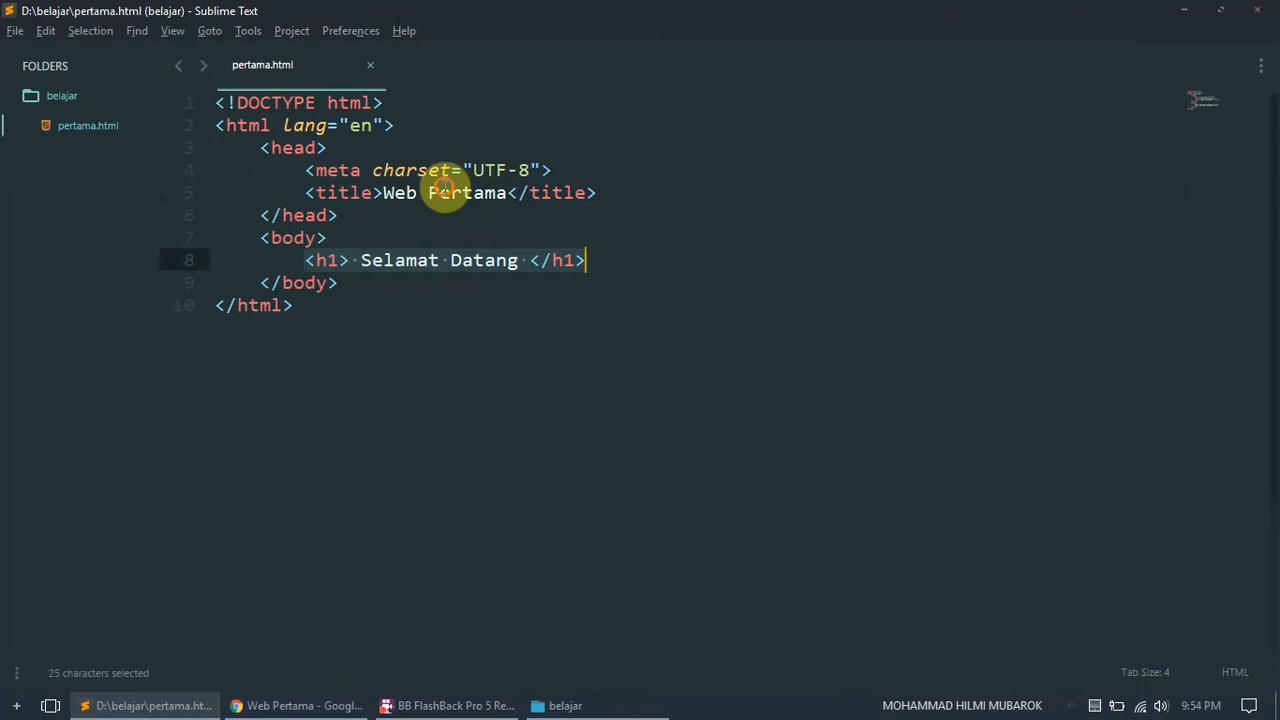 D:\belajar\pertama.html (belajar) - Sublime Text
File Edit Selection Find View Goto Tools Project Preferences Help
FOLDERS
belajar
pertama.html
pertama.html
1 <!DOCTYPE html>
2 <html lang="en">
3 <head>
4 <meta charset="UTF-8">
5 <title>Web Pertama</title>
6 </head>
7 <body>
8 <h1> Selamat Datang </h1>
9 </body>
10 </html>
25 characters selected
Tab Size: 4
HTML
D:\belajar\pertama.ht...
Web Pertama - Googl...
BB FlashBack Pro 5 Re...
belajar
MOHAMMAD HILMI MUBAROK
9:54 PM